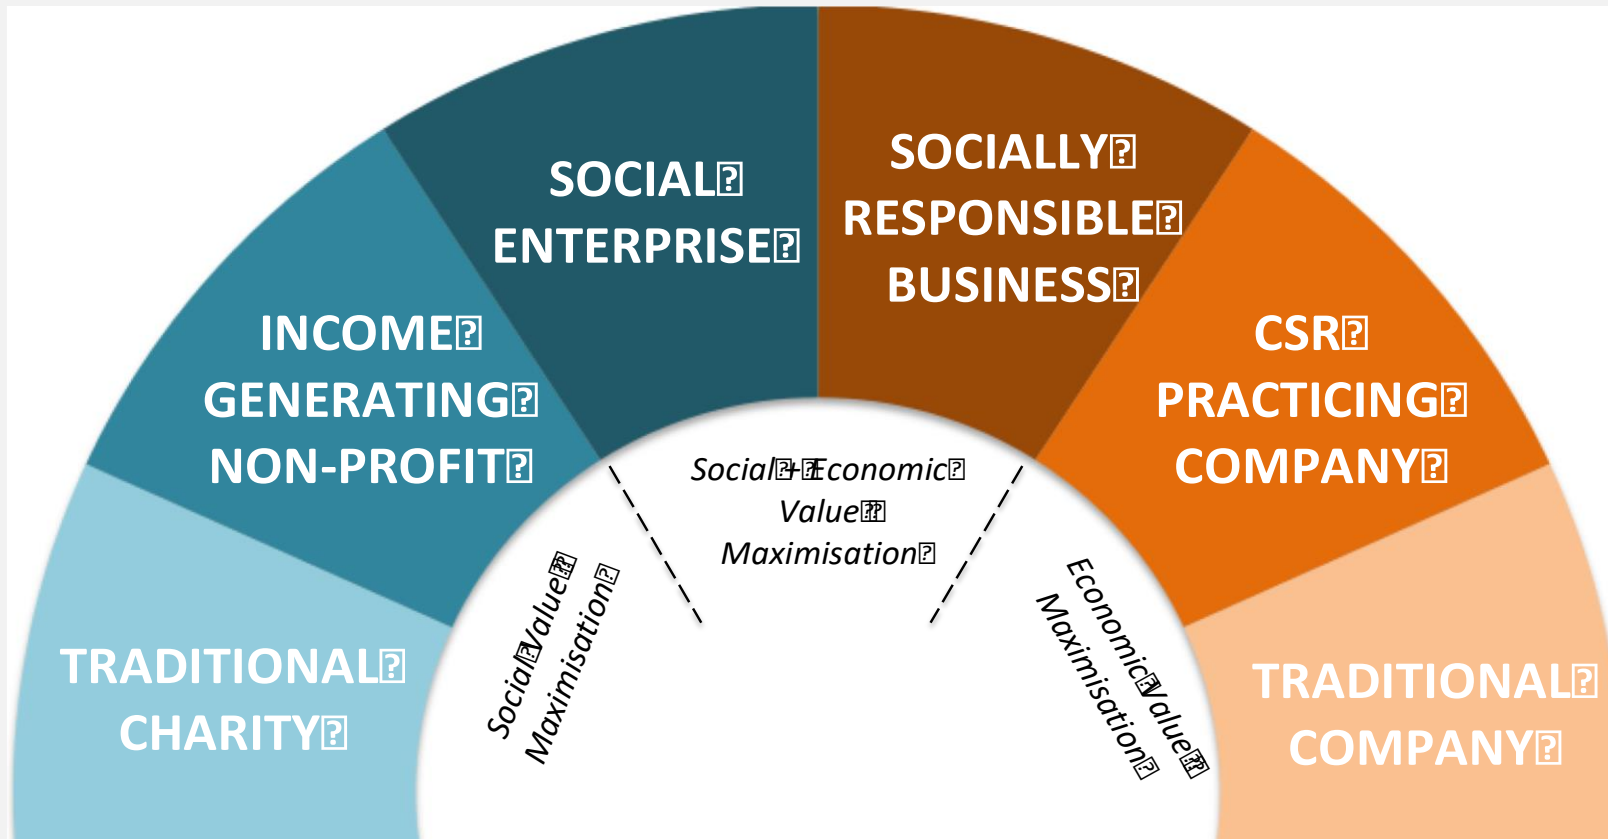 SOCIAL
ENTERPRISE
SOCIALLY
RESPONSIBLE
BUSINESS
INCOME
GENERATING
NON-PROFIT
CSR
PRACTICING
COMPANY
TRADITIONAL
CHARITY
TRADITIONAL
COMPANY
Social Value
Maximisation
Social + Economic
Value
Maximisation
Economic Value
Maximisation